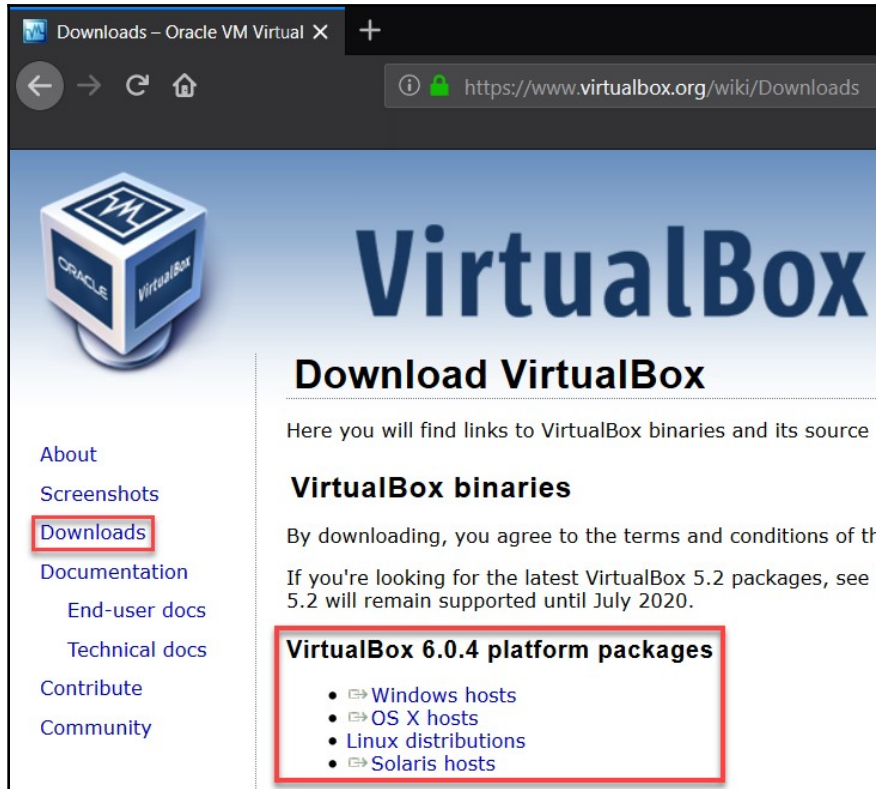 Downloads – Oracle VM Virtual
https://www.virtualbox.org/wiki/Downloads
ORACLE
VirtualBox
VirtualBox
Download VirtualBox
Here you will find links to VirtualBox binaries and its source
About
Screenshots
Downloads
Documentation
End-user docs
Technical docs
Contribute
Community
VirtualBox binaries
By downloading, you agree to the terms and conditions of th
If you're looking for the latest VirtualBox 5.2 packages, see
5.2 will remain supported until July 2020.
VirtualBox 6.0.4 platform packages
Windows hosts
OS X hosts
Linux distributions
Solaris hosts